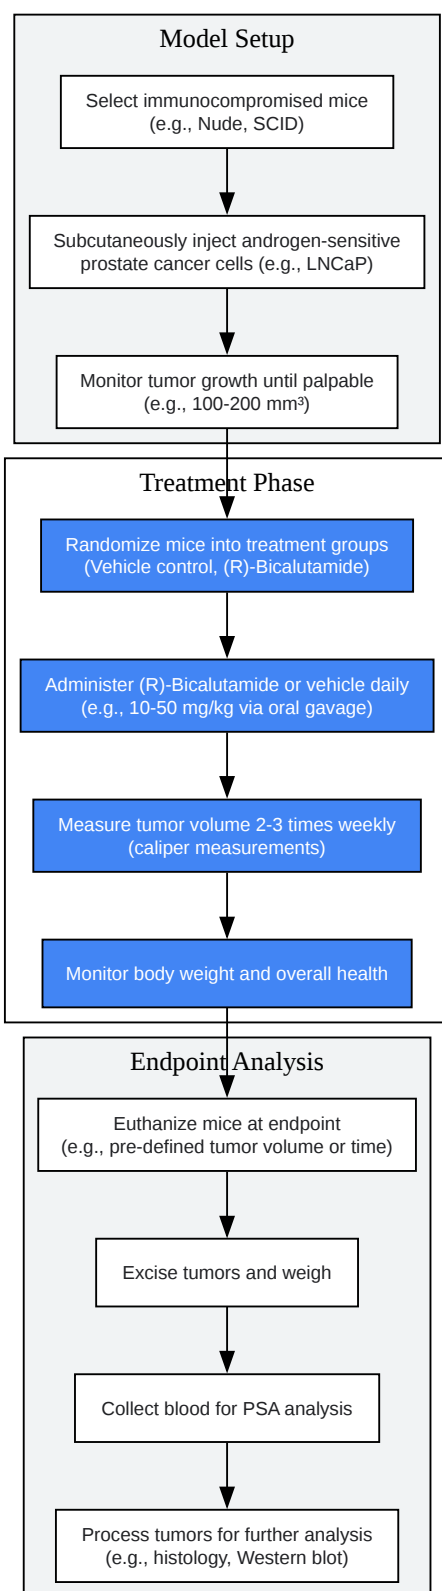 Model Setup
Select immunocompromised mice
(e.g., Nude, SCID)
Subcutaneously inject androgen-sensitive
prostate cancer cells (e.g., LNCaP)
Monitor tumor growth until palpable
(e.g., 100-200 mm³)
Treatment Phase
Randomize mice into treatment groups
(Vehicle control, (R)-Bicalutamide)
Administer (R)-Bicalutamide or vehicle daily
(e.g., 10-50 mg/kg via oral gavage)
Measure tumor volume 2-3 times weekly
(caliper measurements)
Monitor body weight and overall health
Endpoint Analysis
Euthanize mice at endpoint
(e.g., pre-defined tumor volume or time)
Excise tumors and weigh
Collect blood for PSA analysis
Process tumors for further analysis
(e.g., histology, Western blot)